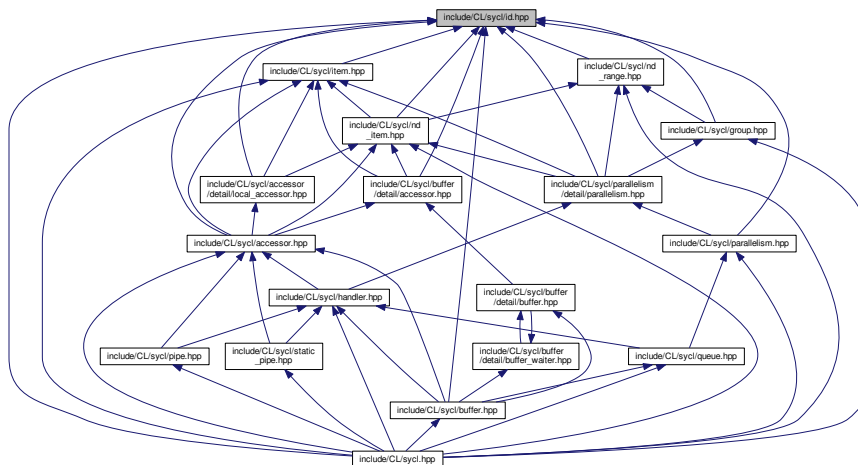 include/CL/sycl/id.hpp
include/CL/sycl/item.hpp
include/CL/sycl/nd
_range.hpp
include/CL/sycl/nd
_item.hpp
include/CL/sycl/group.hpp
include/CL/sycl/accessor
/detail/local_accessor.hpp
include/CL/sycl/buffer
/detail/accessor.hpp
include/CL/sycl/parallelism
/detail/parallelism.hpp
include/CL/sycl/accessor.hpp
include/CL/sycl/parallelism.hpp
include/CL/sycl/handler.hpp
include/CL/sycl/buffer
/detail/buffer.hpp
include/CL/sycl/pipe.hpp
include/CL/sycl/static
_pipe.hpp
include/CL/sycl/buffer
/detail/buffer_waiter.hpp
include/CL/sycl/queue.hpp
include/CL/sycl/buffer.hpp
include/CL/sycl.hpp